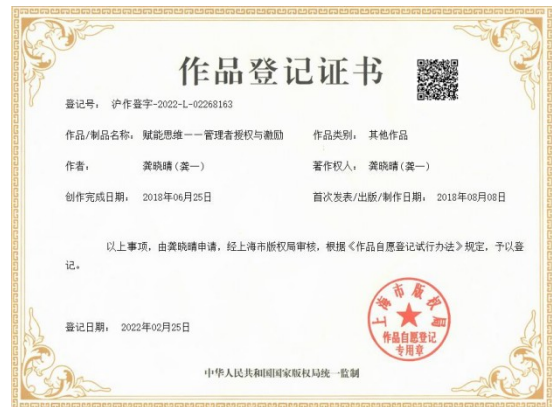 作品登记证书
登记号： 沪作登字-2022-L-02268163
作品/制品名称： 赋能思维——管理者授权与激励 作品类别： 其他作品
作者： 龚晓晴(龚一) 著作权人： 龚晓晴(龚一)
创作完成日期： 2018年06月25日 首次发表/出版/制作日期： 2018年08月08日
以上事项，由龚晓晴申请，经上海市版权局审核，根据《作品自愿登记试行办法》规定，予以登
记。
登记日期： 2022年02月25日
上海市版权局
作品自愿登记
专用章
中华人民共和国国家版权局统一监制